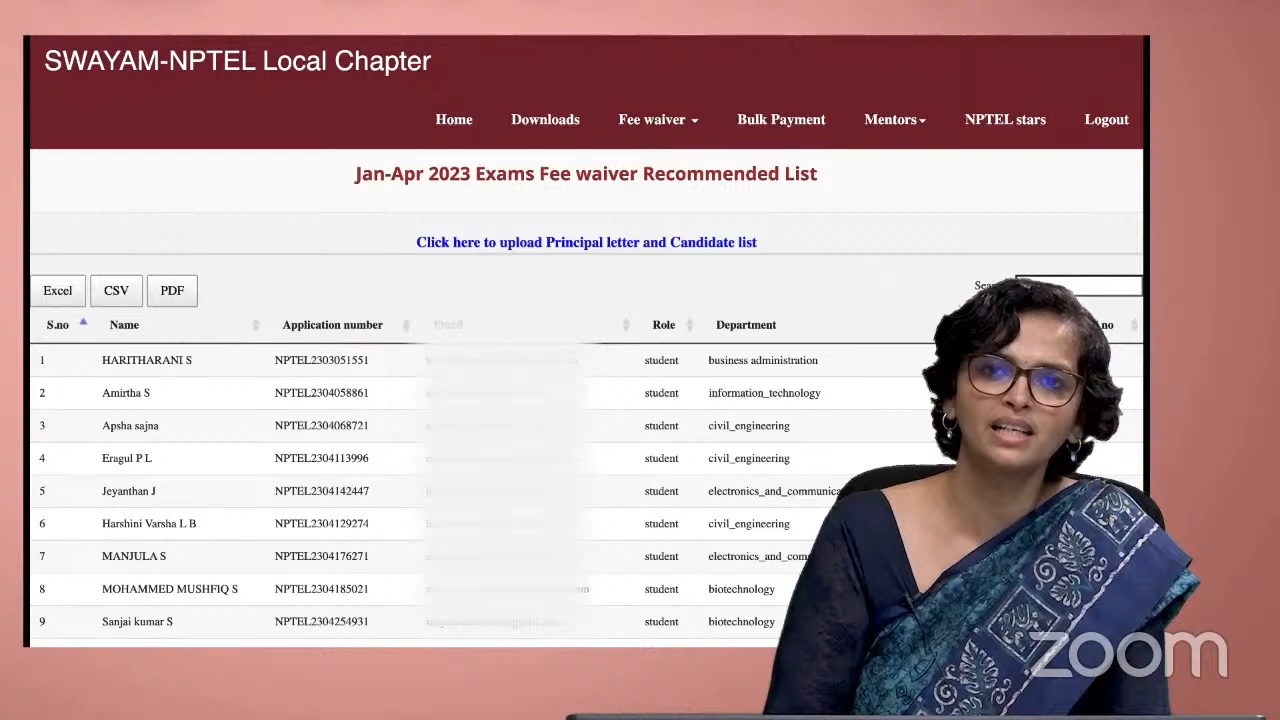 SWAYAM-NPTEL Local Chapter
Home Downloads Fee waiver Bulk Payment Mentors NPTEL stars Logout
Jan-Apr 2023 Exams Fee waiver Recommended List
Click here to upload Principal letter and Candidate list
Excel CSV PDF
S.no Name Application number Email Role Department no
1 HARITHARANI S NPTEL2303051551 student business administration
2 Amirtha S NPTEL2304058861 student information_technology
3 Apsha sajna NPTEL2304068721 student civil_engineering
4 Eragul P L NPTEL2304113996 student civil_engineering
5 Jeyanthan J NPTEL2304142447 student electronics_and_communica
6 Harshini Varsha L B NPTEL2304129274 student civil_engineering
7 MANJULA S NPTEL2304176271 student electronics_and_com
8 MOHAMMED MUSHFIQ S NPTEL2304185021 student biotechnology
9 Sanjai kumar S NPTEL2304254931 student biotechnology
zoom